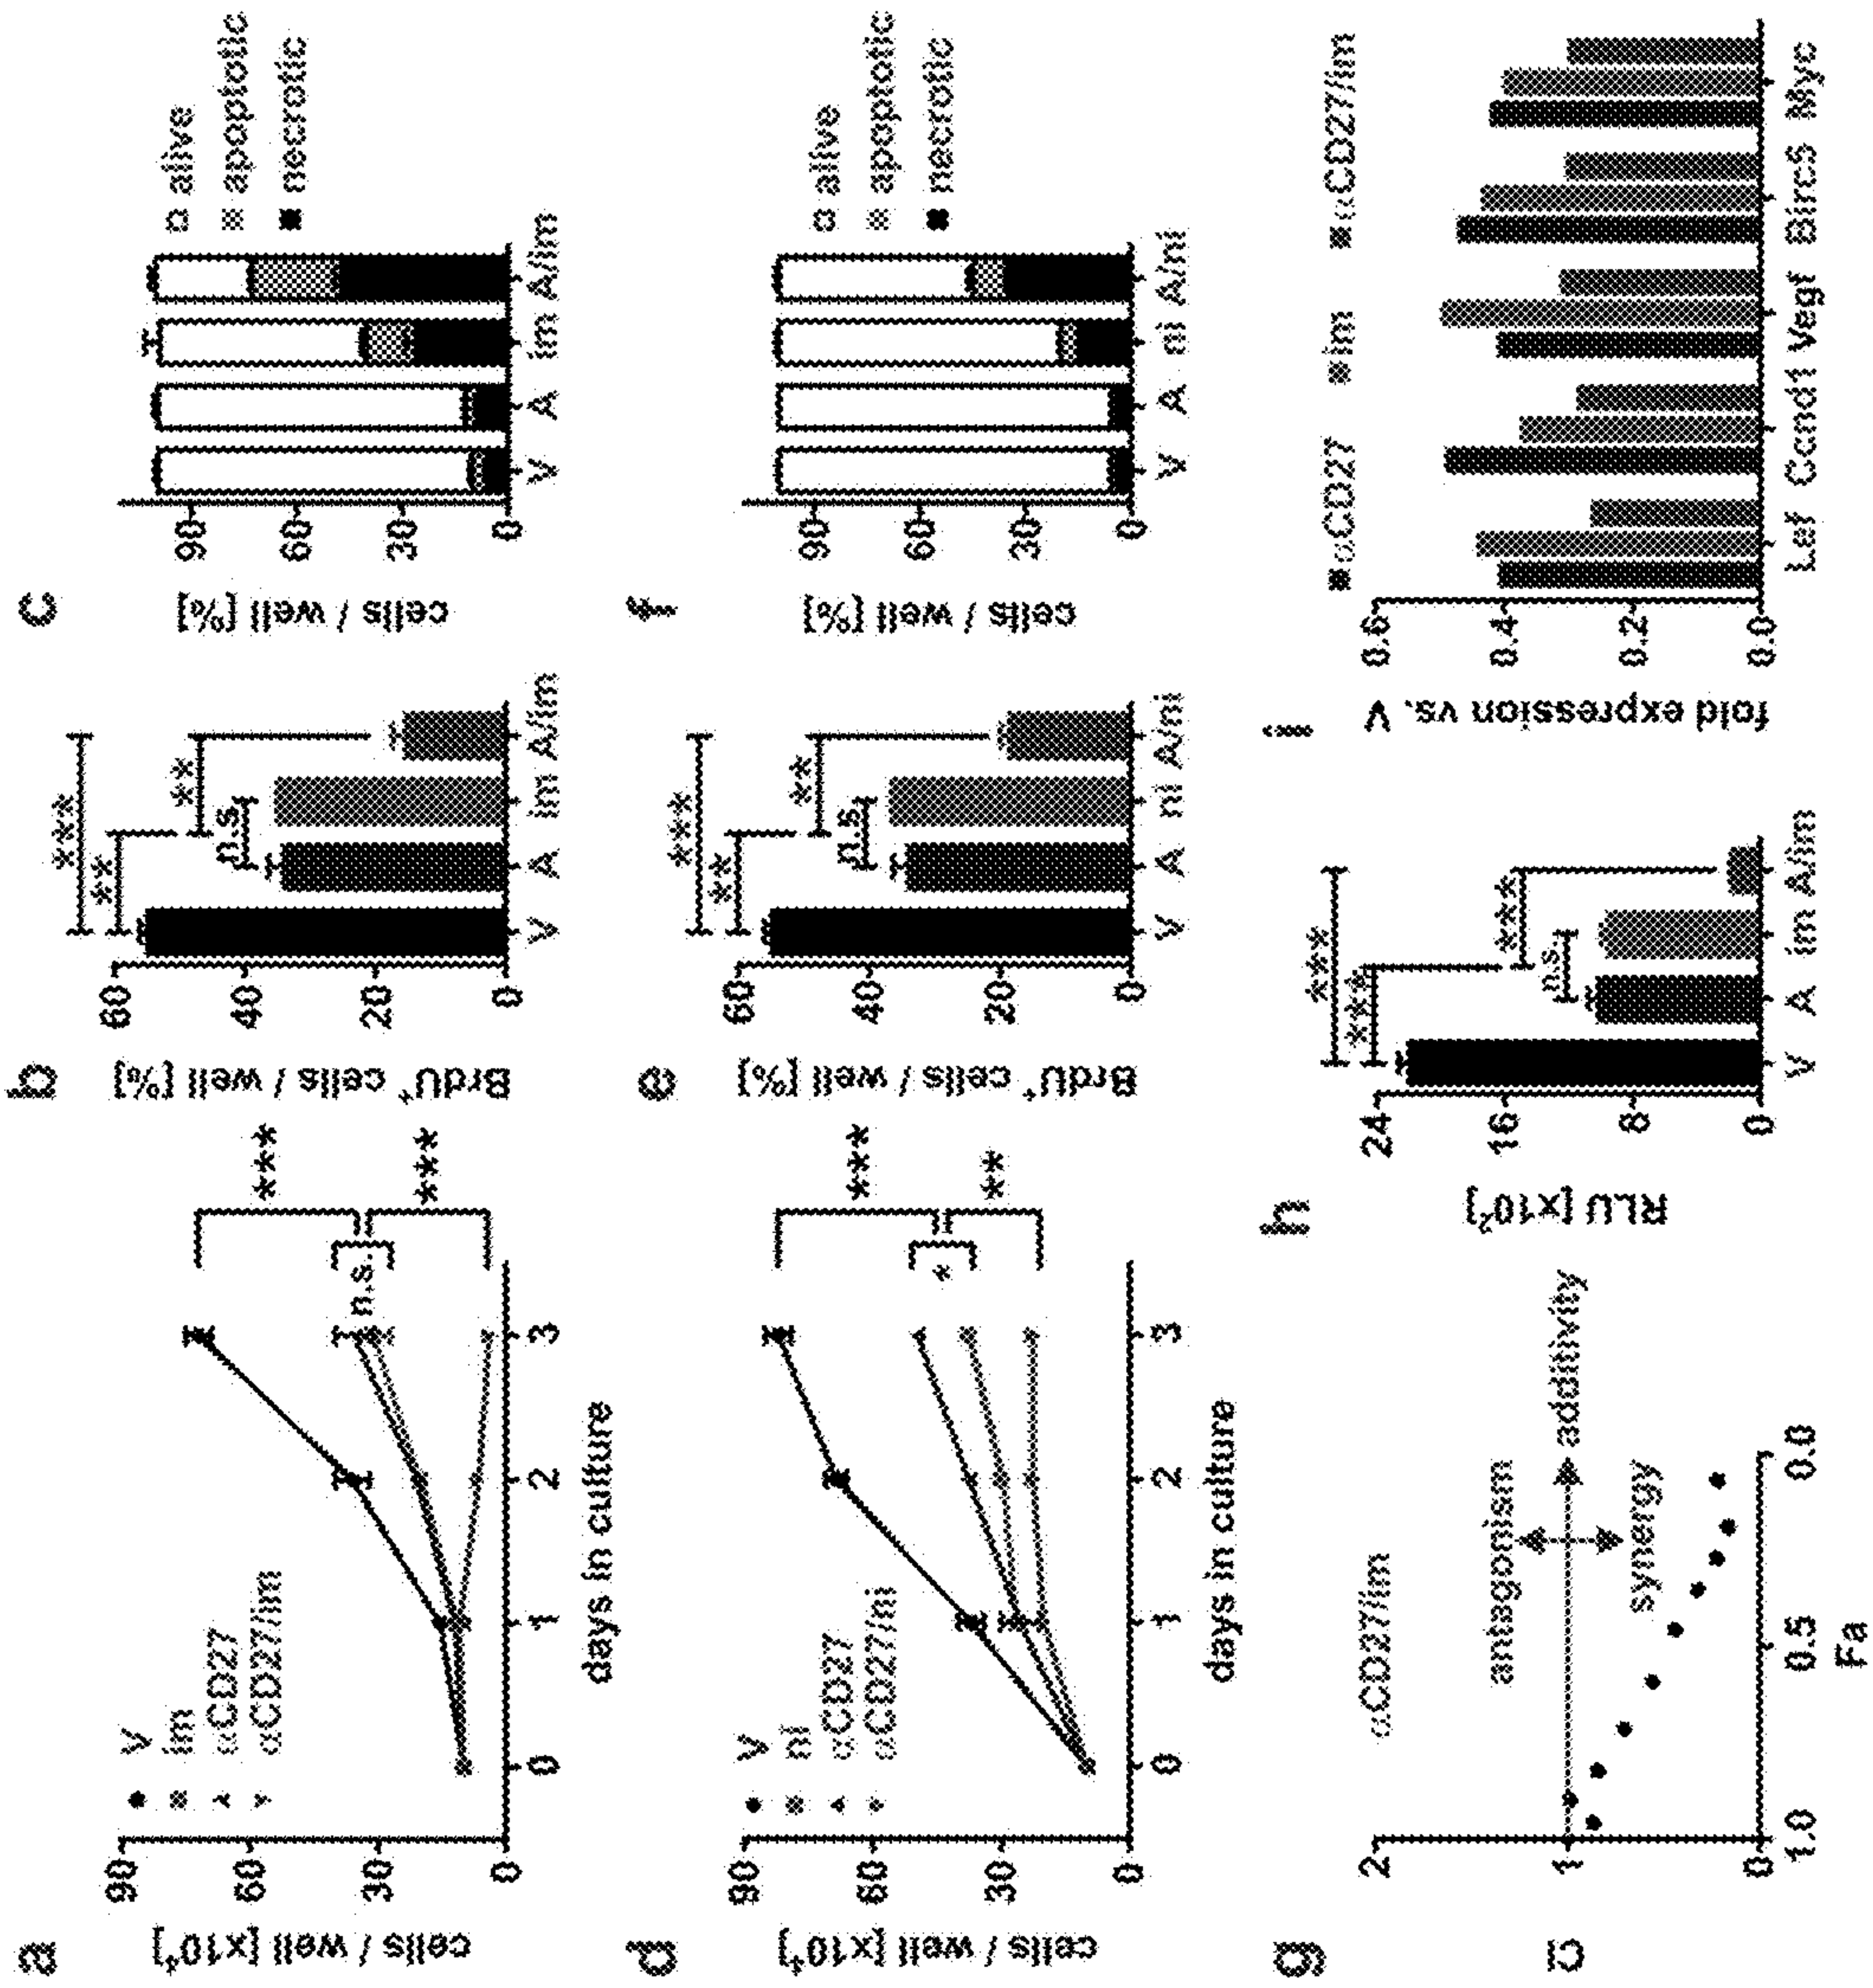 a
cells / well [x10⁴]
90
60
30
0
V
im
αCD27
αCD27/im
n.s.
***
***
0 1 2 3
days in culture
b
BrdU⁺ cells / well [%]
60
40
20
0
***
**
**
n.s.
V A im A/im
c
cells / well [%]
90
60
30
0
alive
apoptotic
necrotic
V A im A/im
d
cells / well [x10⁴]
90
60
30
0
V
ni
αCD27
αCD27/ni
*
***
**
0 1 2 3
days in culture
e
BrdU⁺ cells / well [%]
60
40
20
0
***
**
**
n.s.
V A ni A/ni
f
cells / well [%]
90
60
30
0
alive
apoptotic
necrotic
V A ni A/ni
g
CI
2
1
0
αCD27/im
antagonism
additivity
synergy
1.0 0.5 0.0
Fa
h
RLU [x10²]
24
16
8
0
***
***
***
n.s.
V A im A/im
i
fold expression vs. V
0.6
0.4
0.2
0.0
αCD27 im αCD27/im
Lef Ccnd1 Vegf Birc5 Myc